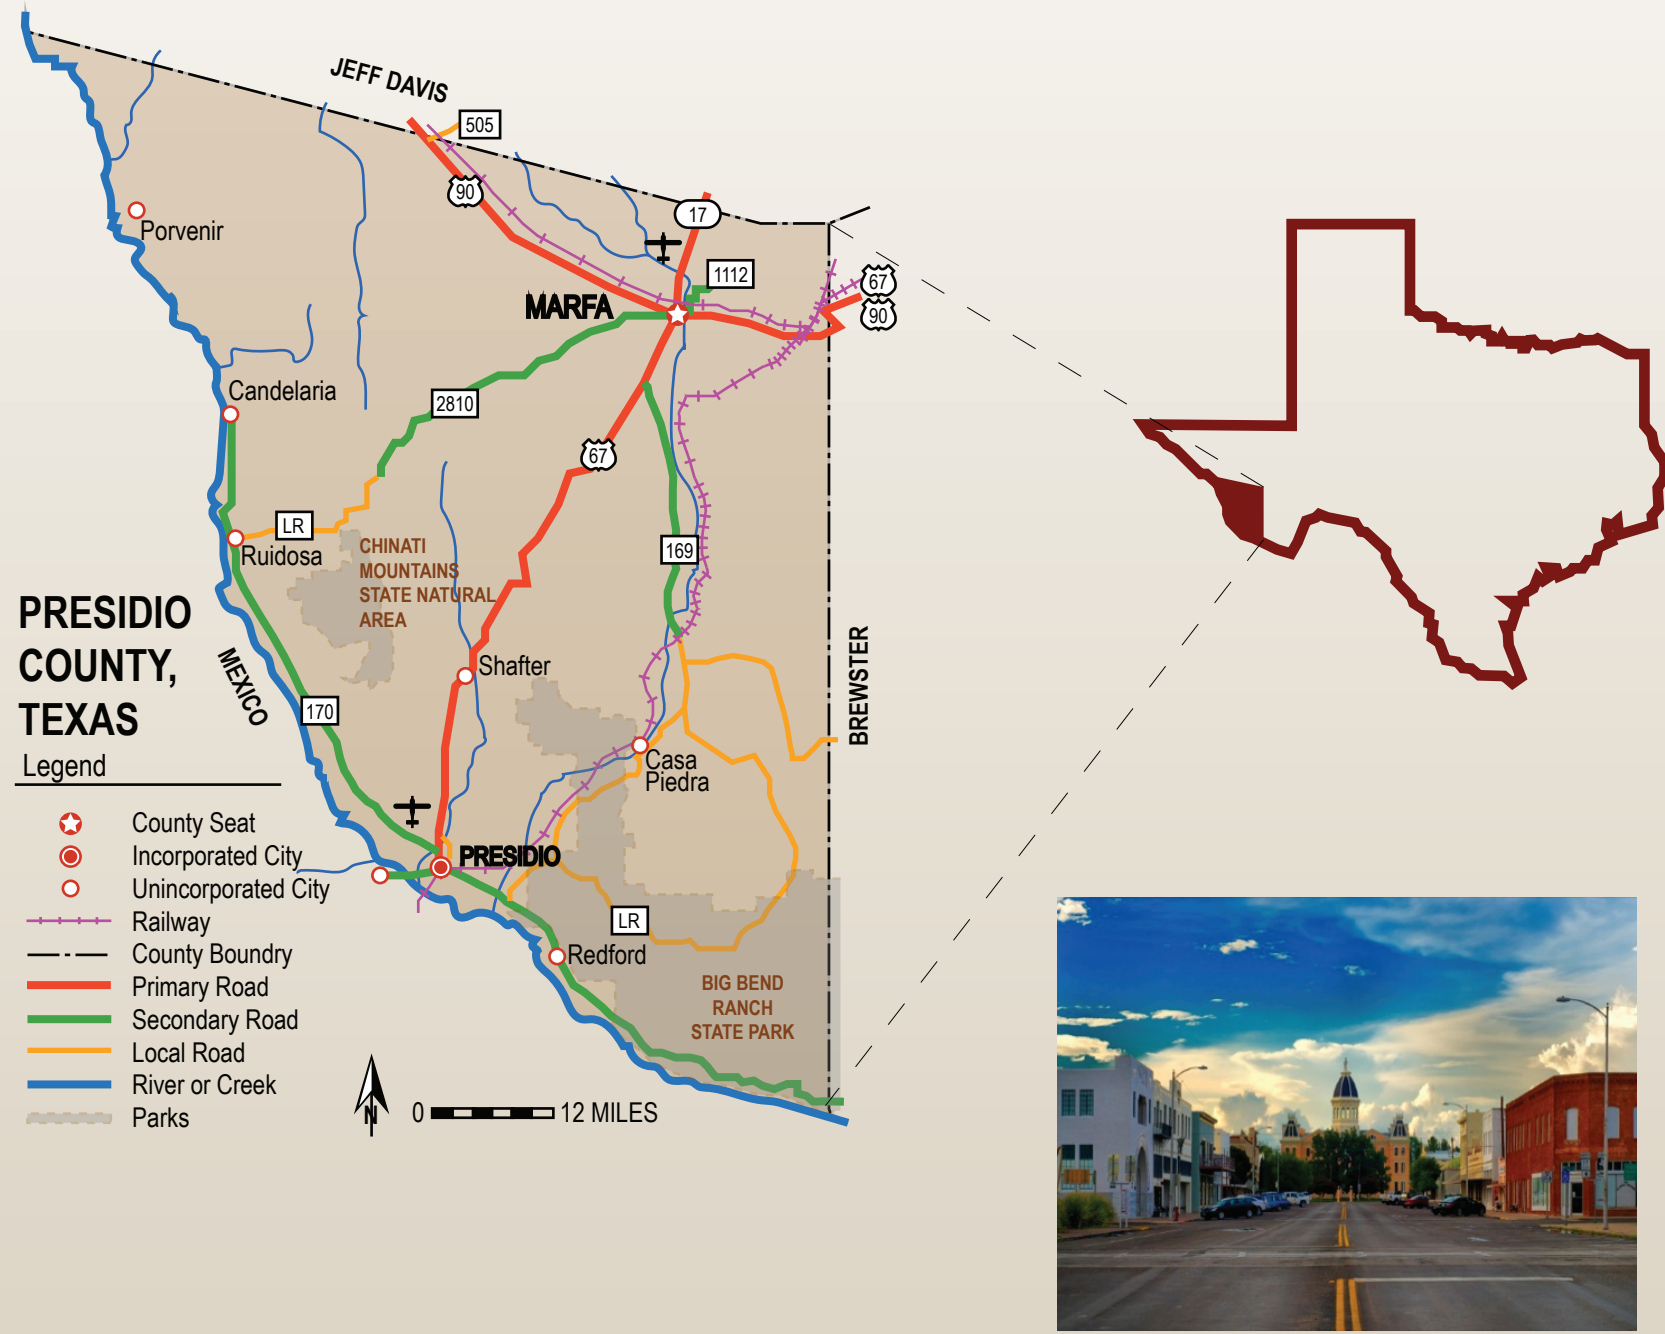 JEFF DAVIS
505
90
17
Porvenir
1112
67
90
MARFA
Candelaria
2810
67
LR
CHINATI
MOUNTAINS
STATE NATURAL
AREA
Ruidosa
169
PRESIDIO
COUNTY,
TEXAS
MEXICO
Shafter
BREWSTER
170
Casa
Piedra
Legend
County Seat
Incorporated City
Unincorporated City
Railway
County Boundry
Primary Road
Secondary Road
Local Road
River or Creek
Parks
PRESIDIO
LR
Redford
BIG BEND
RANCH
STATE PARK
N
0 12 MILES